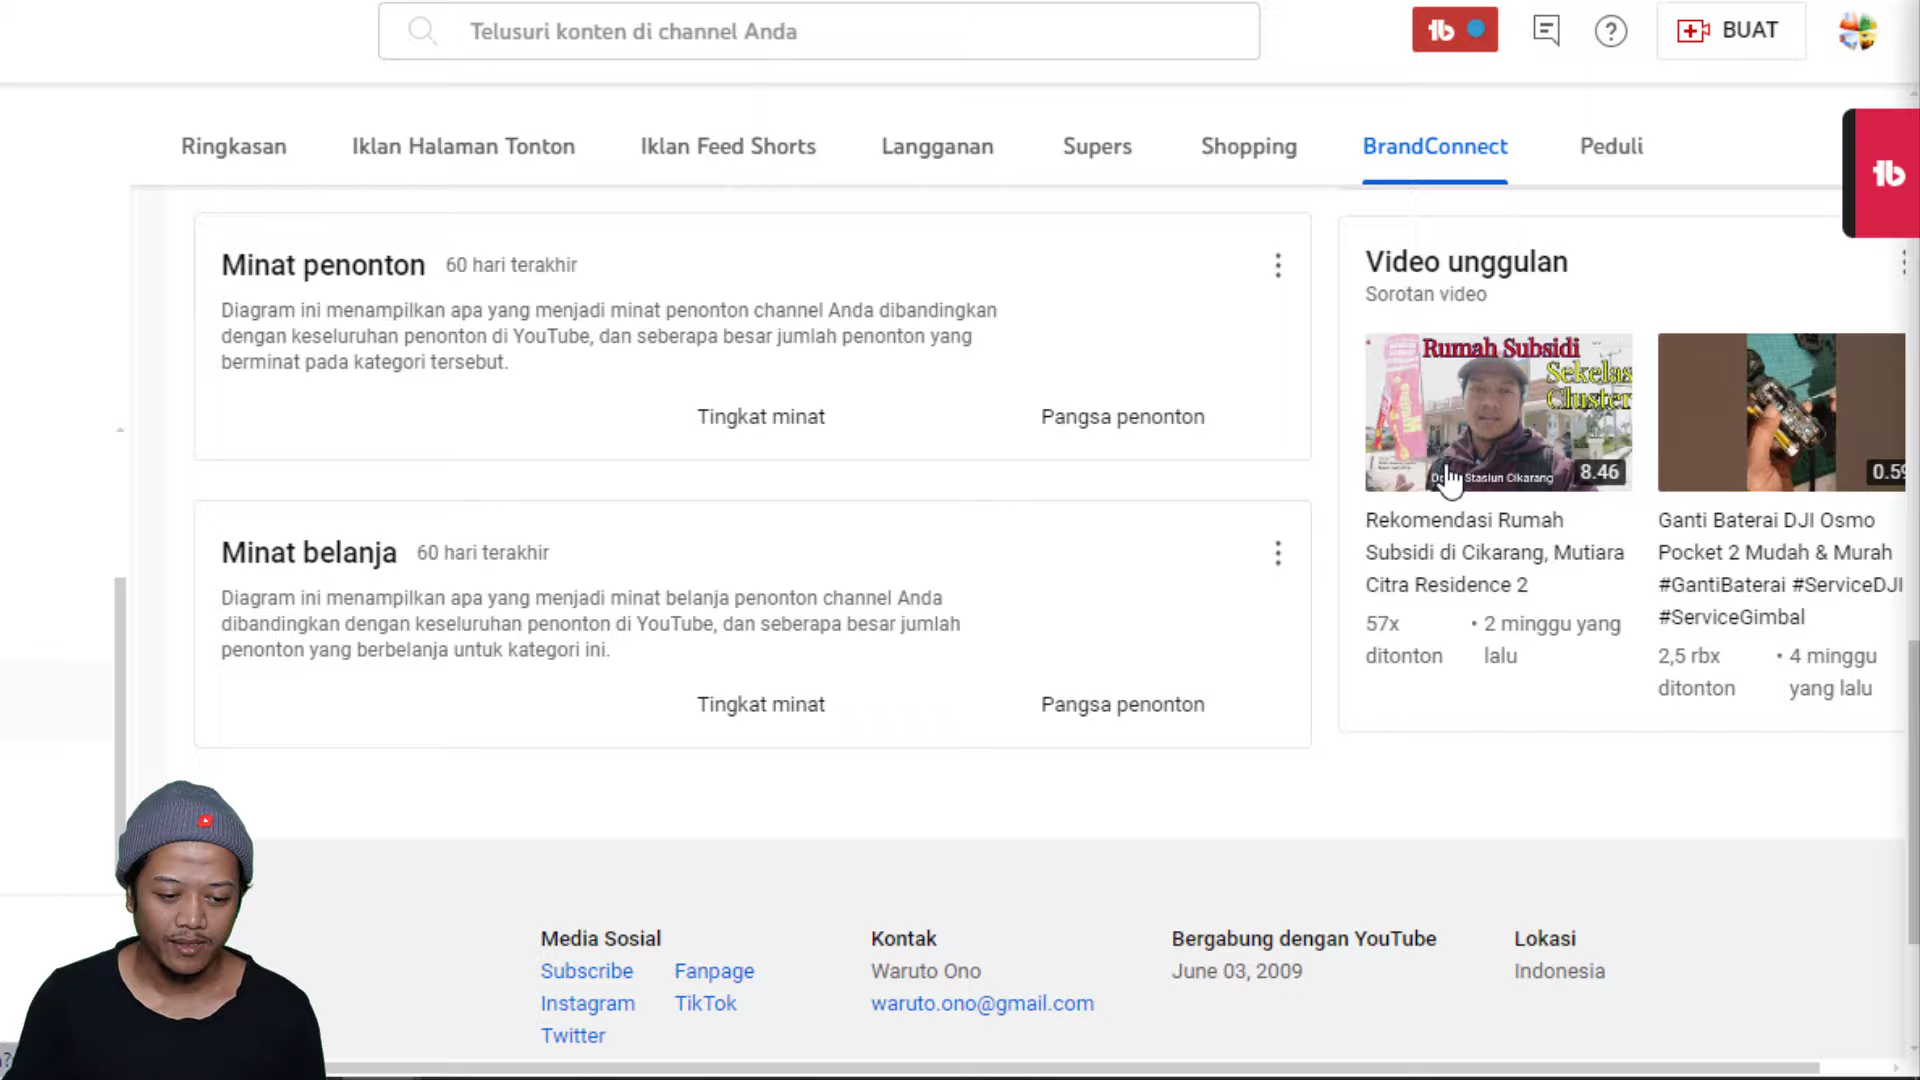 Telusuri konten di channel Anda
BUAT
Ringkasan
Iklan Halaman Tonton
Iklan Feed Shorts
Langganan
Supers
Shopping
BrandConnect
Peduli
Minat penonton 60 hari terakhir
Diagram ini menampilkan apa yang menjadi minat penonton channel Anda dibandingkan
dengan keseluruhan penonton di YouTube, dan seberapa besar jumlah penonton yang
berminat pada kategori tersebut.
Tingkat minat
Pangsa penonton
Minat belanja 60 hari terakhir
Diagram ini menampilkan apa yang menjadi minat belanja penonton channel Anda
dibandingkan dengan keseluruhan penonton di YouTube, dan seberapa besar jumlah
penonton yang berbelanja untuk kategori ini.
Tingkat minat
Pangsa penonton
Video unggulan
Sorotan video
Rumah Subsidi
Sekelas
Cluster
Stasiun Cikarang
8.46
Rekomendasi Rumah
Subsidi di Cikarang, Mutiara
Citra Residence 2
57x
ditonton
• 2 minggu yang
lalu
0.59
Ganti Baterai DJI Osmo
Pocket 2 Mudah & Murah
#GantiBaterai #ServiceDJI
#ServiceGimbal
2,5 rbx
ditonton
• 4 minggu
yang lalu
Media Sosial
Subscribe
Fanpage
Instagram
TikTok
Twitter
Kontak
Waruto Ono
waruto.ono@gmail.com
Bergabung dengan YouTube
June 03, 2009
Lokasi
Indonesia